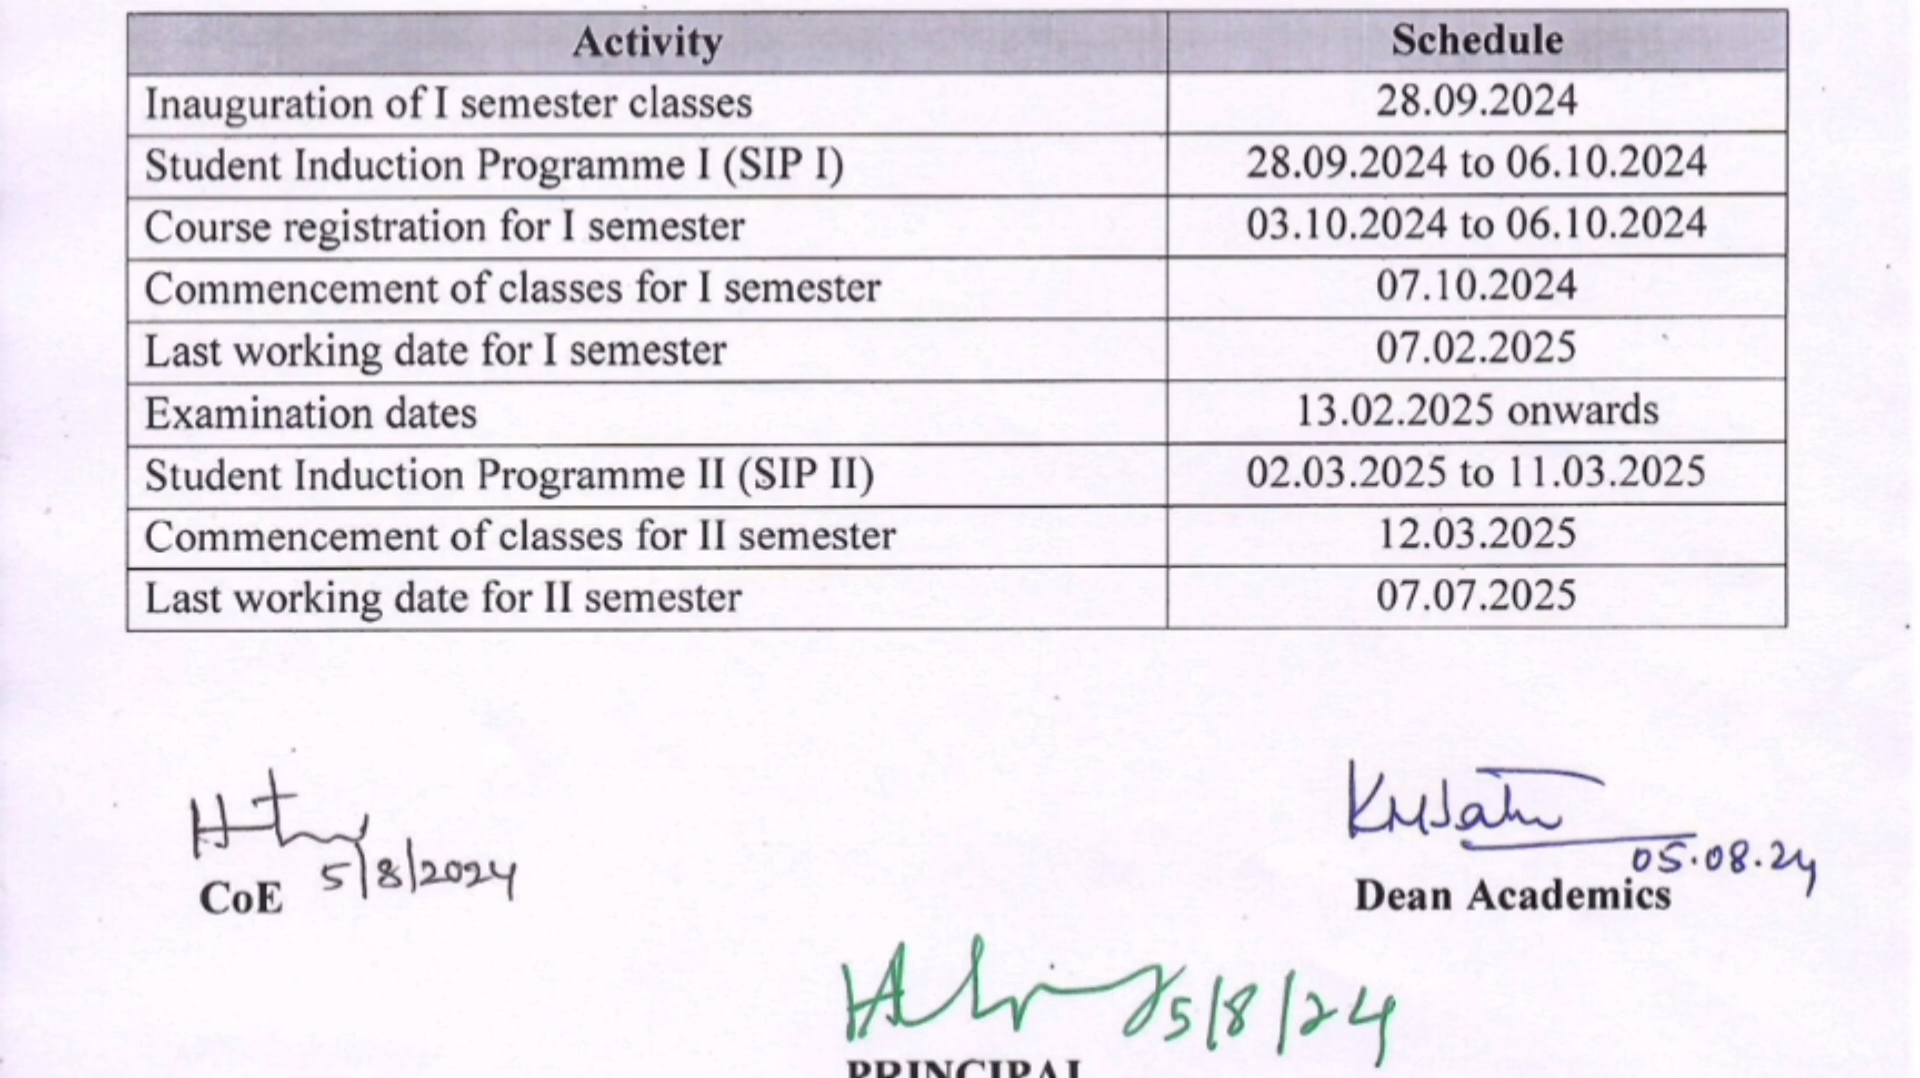 Activity Schedule
Inauguration of I semester classes 28.09.2024
Student Induction Programme I (SIP I) 28.09.2024 to 06.10.2024
Course registration for I semester 03.10.2024 to 06.10.2024
Commencement of classes for I semester 07.10.2024
Last working date for I semester 07.02.2025
Examination dates 13.02.2025 onwards
Student Induction Programme II (SIP II) 02.03.2025 to 11.03.2025
Commencement of classes for II semester 12.03.2025
Last working date for II semester 07.07.2025
5/8/2024
05.08.24
CoE Dean Academics
5/8/24
PRINCIPAL